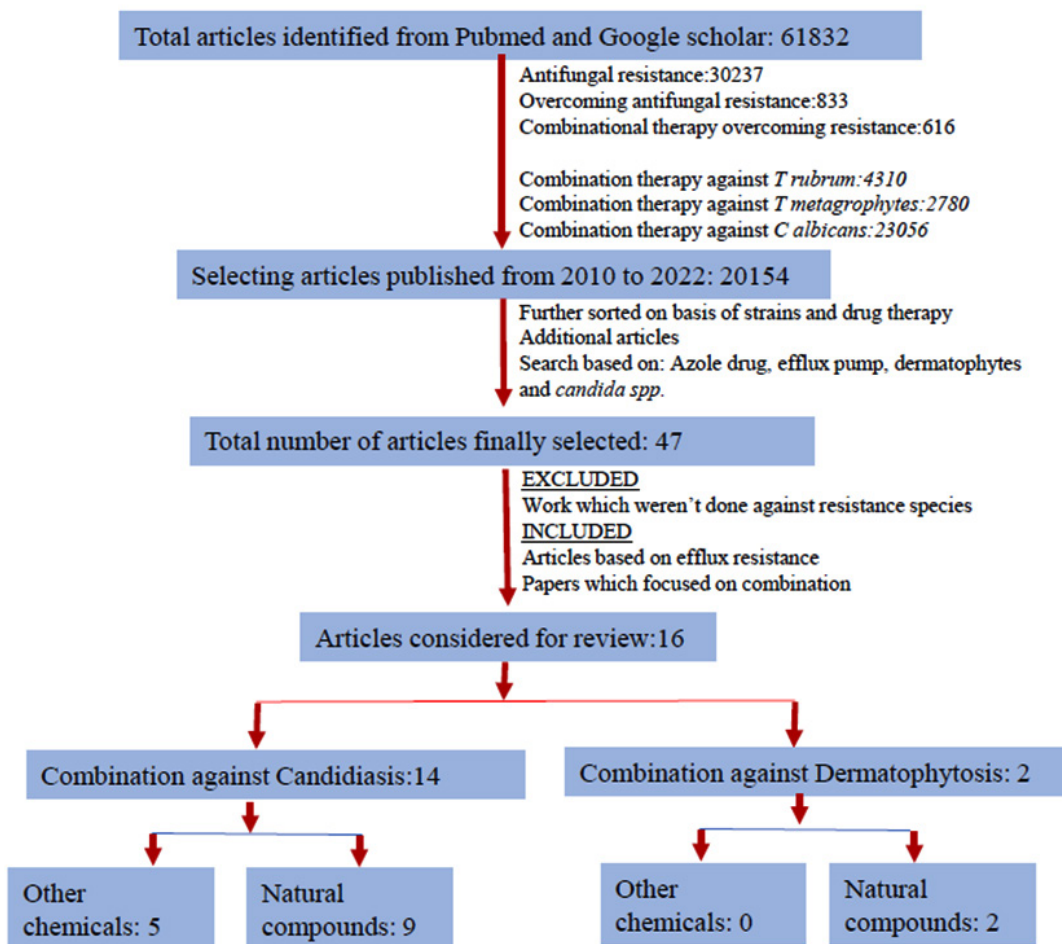 Total articles identified from Pubmed and Google scholar: 61832
Antifungal resistance:30237
Overcoming antifungal resistance:833
Combinational therapy overcoming resistance:616
Combination therapy against T rubrum:4310
Combination therapy against T metagrophytes:2780
Combination therapy against C albicans:23056
Selecting articles published from 2010 to 2022: 20154
Further sorted on basis of strains and drug therapy
Additional articles
Search based on: Azole drug, efflux pump, dermatophytes
and candida spp.
Total number of articles finally selected: 47
EXCLUDED
Work which weren’t done against resistance species
INCLUDED
Articles based on efflux resistance
Papers which focused on combination
Articles considered for review:16
Combination against Candidiasis:14
Combination against Dermatophytosis: 2
Other
chemicals: 5
Natural
compounds: 9
Other
chemicals: 0
Natural
compounds: 2